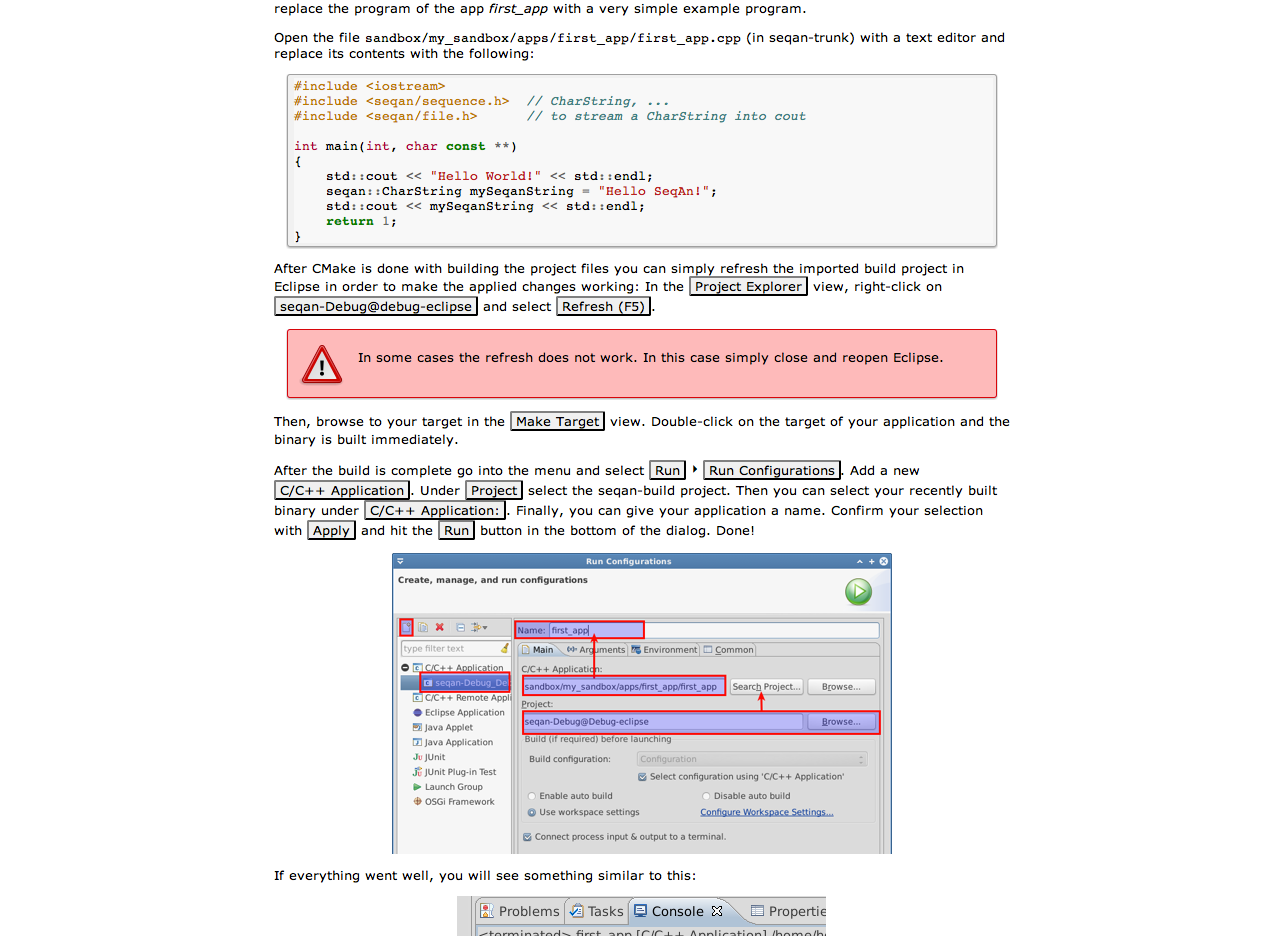 replace the program of the app first_app with a very simple example program.
Open the file sandbox/my_sandbox/apps/first_app/first_app.cpp (in seqan-trunk) with a text editor and
replace its contents with the following:
#include <iostream>
#include <seqan/sequence.h>  // CharString, ...
#include <seqan/file.h>      // to stream a CharString into cout
int main(int, char const **)
{
    std::cout << "Hello World!" << std::endl;
    seqan::CharString mySeqanString = "Hello SeqAn!";
    std::cout << mySeqanString << std::endl;
    return 1;
}
After CMake is done with building the project files you can simply refresh the imported build project in
Eclipse in order to make the applied changes working: In the Project Explorer view, right-click on
seqan-Debug@debug-eclipse and select Refresh (F5).
In some cases the refresh does not work. In this case simply close and reopen Eclipse.
Then, browse to your target in the Make Target view. Double-click on the target of your application and the
binary is built immediately.
After the build is complete go into the menu and select Run ‣ Run Configurations. Add a new
C/C++ Application. Under Project select the seqan-build project. Then you can select your recently built
binary under C/C++ Application:. Finally, you can give your application a name. Confirm your selection
with Apply and hit the Run button in the bottom of the dialog. Done!
Run Configurations
Create, manage, and run configurations
Name: first_app
type filter text
Main Arguments Environment Common
C/C++ Application
C/C++ Application:
seqan-Debug_De
sandbox/my_sandbox/apps/first_app/first_app Search Project... Browse...
C/C++ Remote Appli
Project:
Eclipse Application
seqan-Debug@Debug-eclipse Browse...
Java Applet
Build (if required) before launching
Java Application
Build configuration: Configuration
JUnit
JUnit Plug-in Test
Select configuration using 'C/C++ Application'
Launch Group
Enable auto build Disable auto build
OSGi Framework
Use workspace settings Configure Workspace Settings...
Connect process input & output to a terminal.
If everything went well, you will see something similar to this:
Problems Tasks Console Propertie
<terminated> first_app [C/C++ Application] /home/h